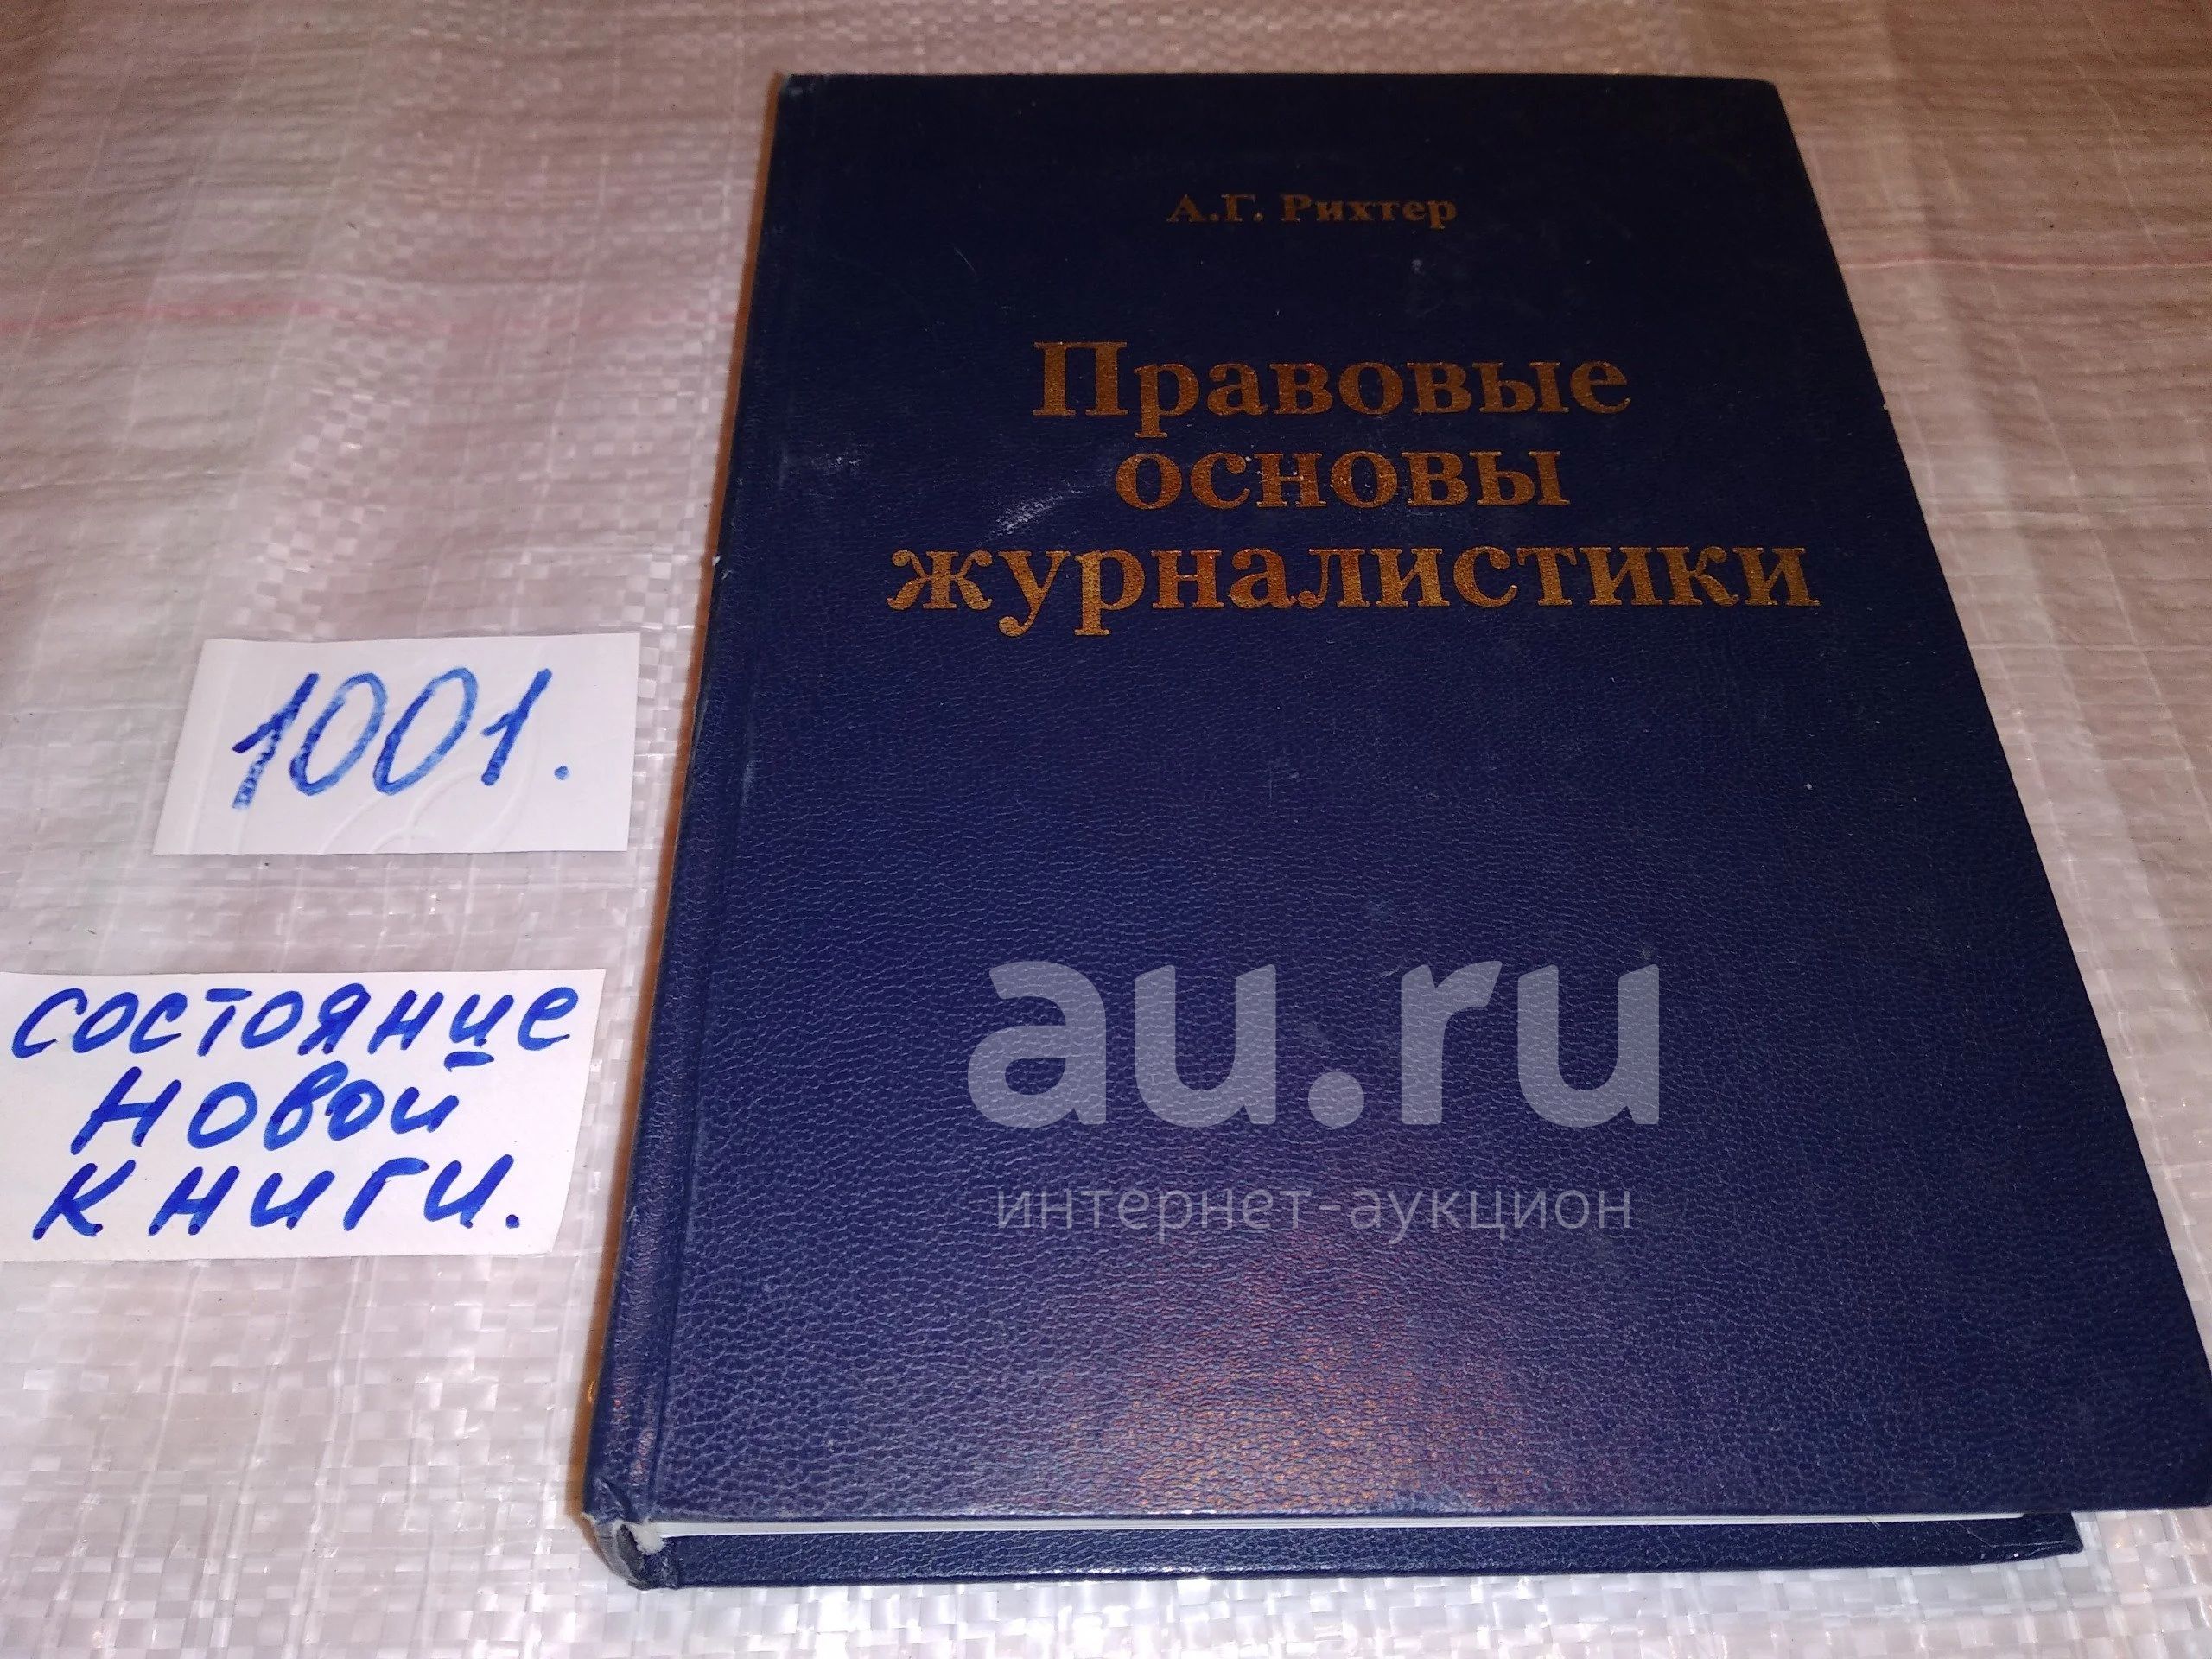 А.Г. Рихтер
Правовые
основы
журналистики
1001.
состояние
новой
книги.
au.ru
интернет-аукцион